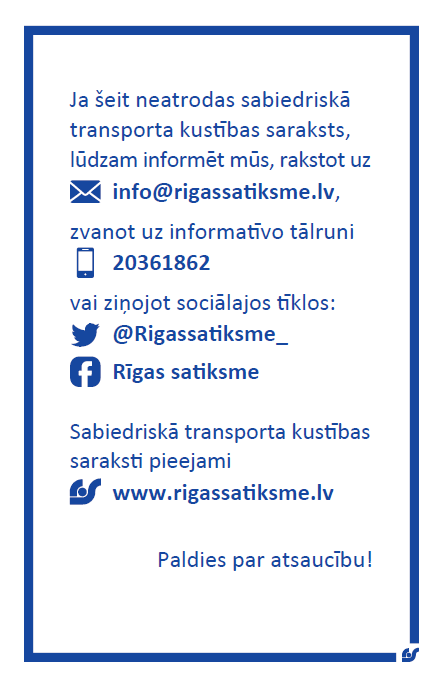 Ja šeit neatrodas sabiedriskā
transporta kustības saraksts,
lūdzam informēt mūs, rakstot uz
info@rigassatiksme.lv,
zvanot uz informatīvo tālruni
20361862
vai ziņojot sociālajos tīklos:
@Rigassatiksme_
Rīgas satiksme
Sabiedriskā transporta kustības
saraksti pieejami
www.rigassatiksme.lv
Paldies par atsaucību!